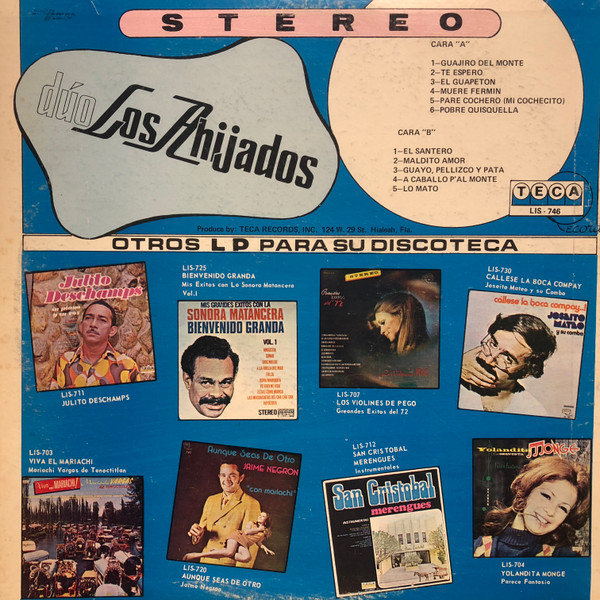 STEREO
dúo Los Ahijados
CARA "A"
1—GUAJIRO DEL MONTE
2—TE ESPERO
3—EL GUAPETON
4—MUERE FERMIN
5—PARE COCHERO (MI COCHECITO)
6—POBRE QUISQUELLA
CARA "B"
1—EL SANTERO
2—MALDITO AMOR
3—GUAYO, PELLIZCO Y PATA
4—A CABALLO P'AL MONTE
5—LO MATO
TECA
LIS - 746
Produce by: TECA RECORDS, INC. 124 W. 29 St. Hialeah, Fla.
OTROS LP PARA SU DISCOTECA
Julito
Deschamps
LIS-711
JULITO DESCHAMPS
LIS-725
BIENVENIDO GRANDA
Mis Exitos con La Sonora Matancera
Vol.1
MIS GRANDES EXITOS CON LA
SONORA MATANCERA
BIENVENIDO GRANDA
VOL. 1
STEREO
STEREO
72
LIS-707
LOS VIOLINES DE PEGO
Greandes Exitos del 72
LIS-730
CALLESE LA BOCA COMPAY
Joseito Mateo y su Combo
callese la boca compay...!
JOSEITO
MATEO
y su combo
LIS-703
VIVA EL MARIACHI
Mariachi Vargas de Tenectitlan
Viva el MARIACHI!
Aunque Seas De Otro
JAIME NEGRON
"con mariachi"
LIS-720
AUNQUE SEAS DE OTRO
Jaime Negron
LIS-712
SAN CRISTOBAL
MERENGUES
Instrumentales
San Cristobal
merengues
Yolandita MONGE
LIS-704
YOLANDITA MONGE
Parece Fantasia